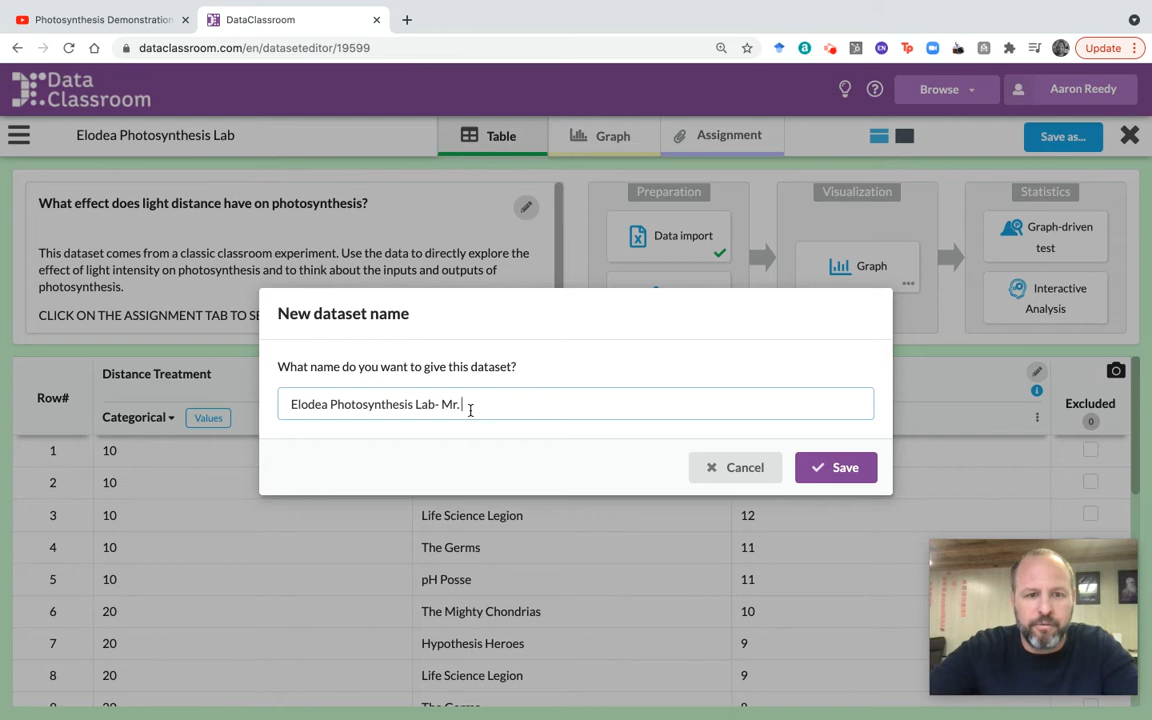 Photosynthesis Demonstration
DataClassroom
dataclassroom.com/en/dataseteditor/19599
Update
Data
Classroom
Browse
Aaron Reedy
Elodea Photosynthesis Lab
Table
Graph
Assignment
Save as...
What effect does light distance have on photosynthesis?
This dataset comes from a classic classroom experiment. Use the data to directly explore the
effect of light intensity on photosynthesis and to think about the inputs and outputs of
photosynthesis.
CLICK ON THE ASSIGNMENT TAB TO SE
Preparation
Data import
Visualization
Graph
Statistics
Graph-driven
test
Interactive
Analysis
New dataset name
What name do you want to give this dataset?
Elodea Photosynthesis Lab- Mr.
Cancel
Save
Row#
Distance Treatment
Categorical
Values
Excluded
0
1 10
2 10
3 10 Life Science Legion 12
4 10 The Germs 11
5 10 pH Posse 11
6 20 The Mighty Chondrias 10
7 20 Hypothesis Heroes 9
8 20 Life Science Legion 9